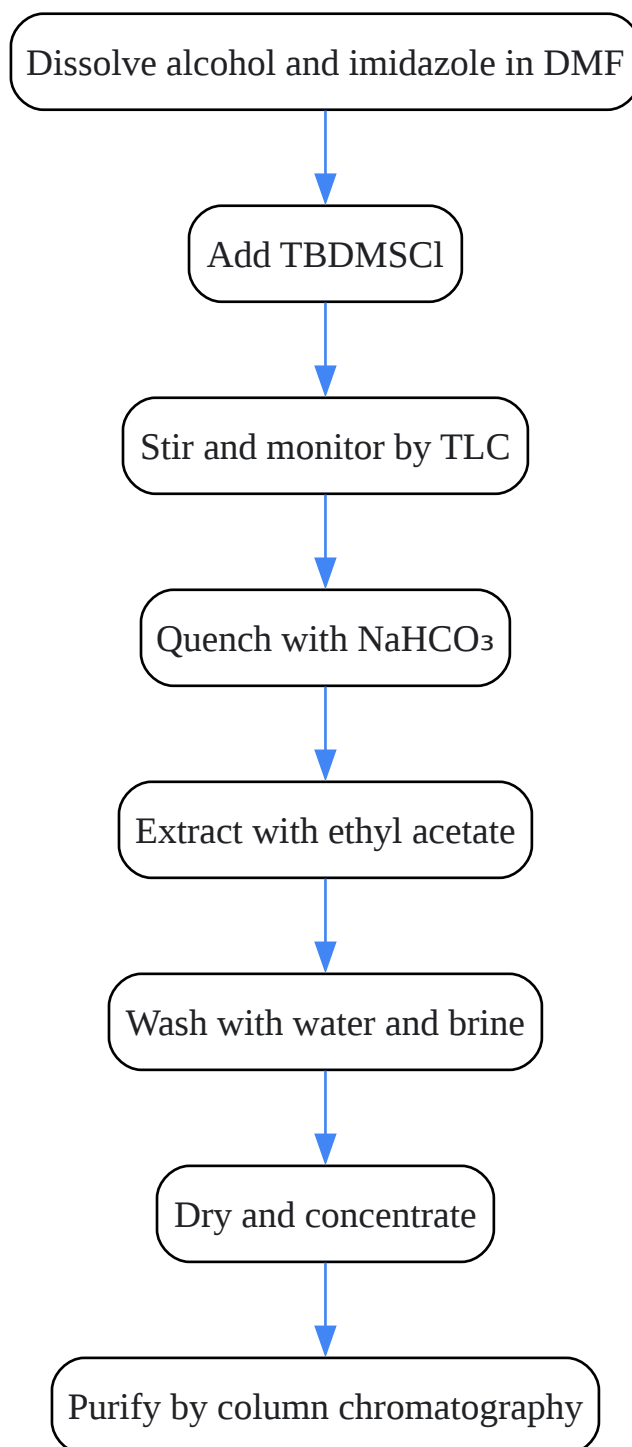 Dissolve alcohol and imidazole in DMF
Add TBDMSCl
Stir and monitor by TLC
Quench with NaHCO₃
Extract with ethyl acetate
Wash with water and brine
Dry and concentrate
Purify by column chromatography